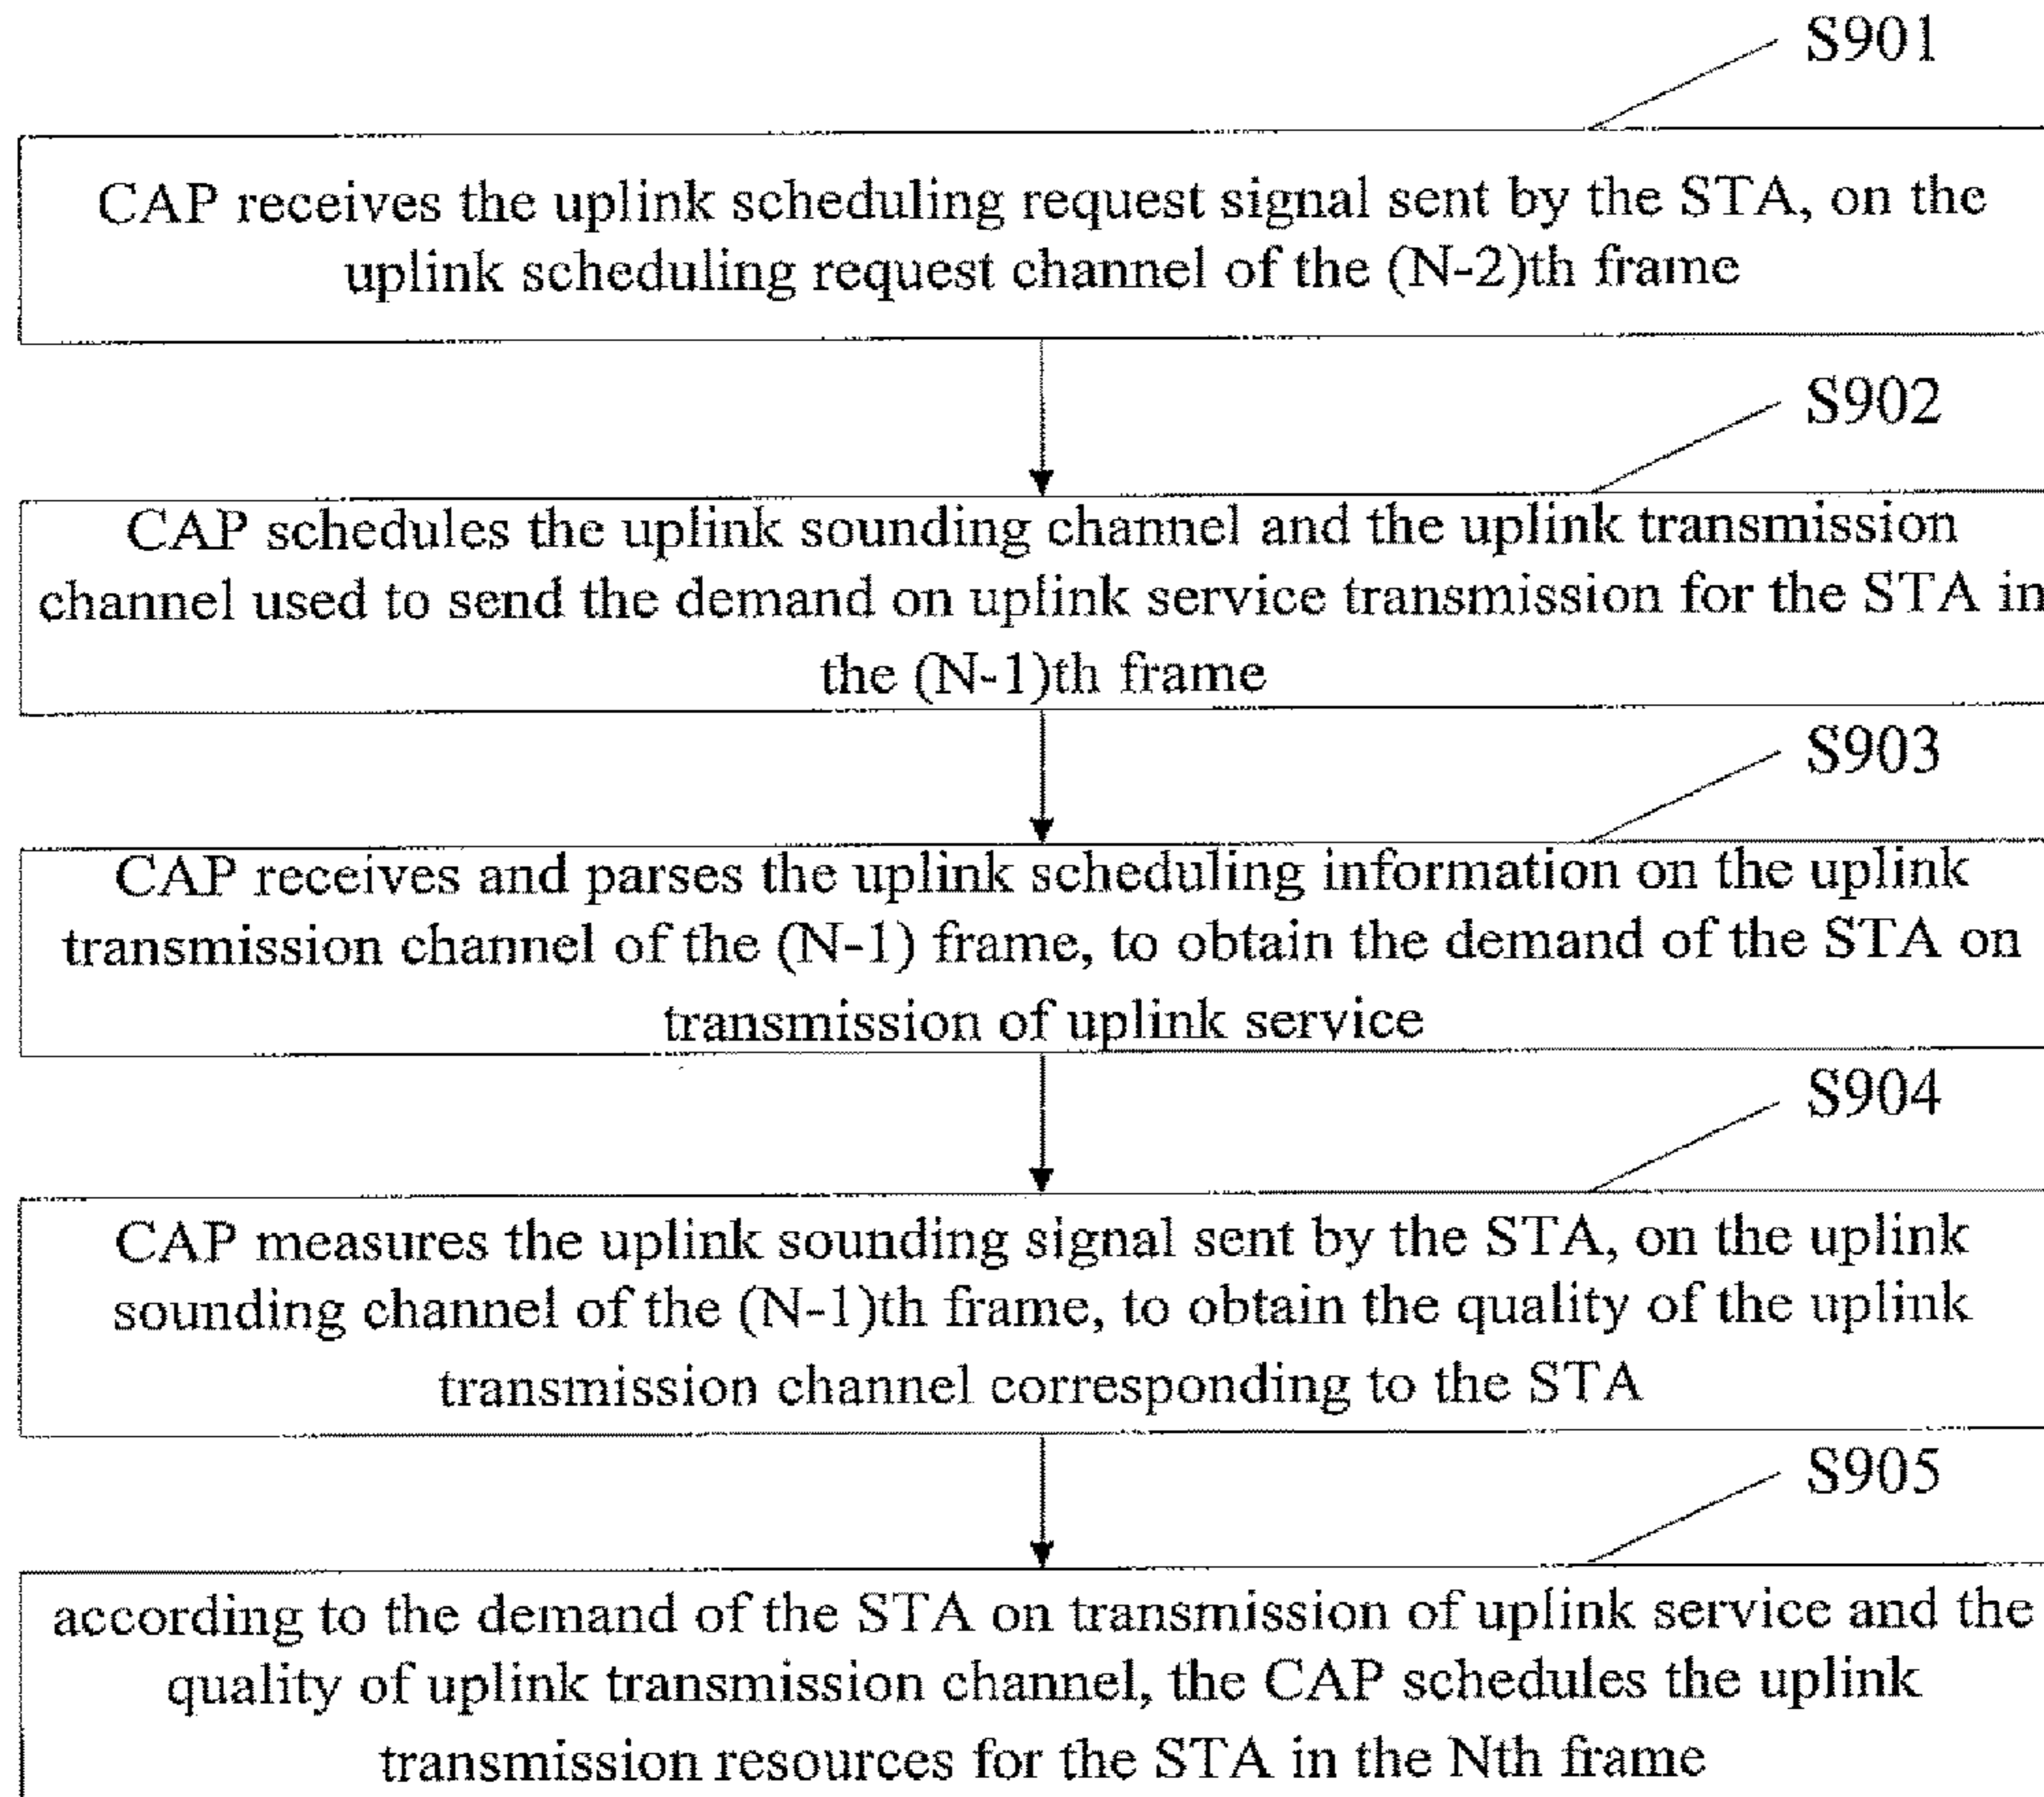 S901
CAP receives the uplink scheduling request signal sent by the STA, on the
uplink scheduling request channel of the (N-2)th frame
S902
CAP schedules the uplink sounding channel and the uplink transmission
channel used to send the demand on uplink service transmission for the STA in
the (N-1)th frame
S903
CAP receives and parses the uplink scheduling information on the uplink
transmission channel of the (N-1) frame, to obtain the demand of the STA on
transmission of uplink service
S904
CAP measures the uplink sounding signal sent by the STA, on the uplink
sounding channel of the (N-1)th frame, to obtain the quality of the uplink
transmission channel corresponding to the STA
S905
according to the demand of the STA on transmission of uplink service and the
quality of uplink transmission channel, the CAP schedules the uplink
transmission resources for the STA in the Nth frame